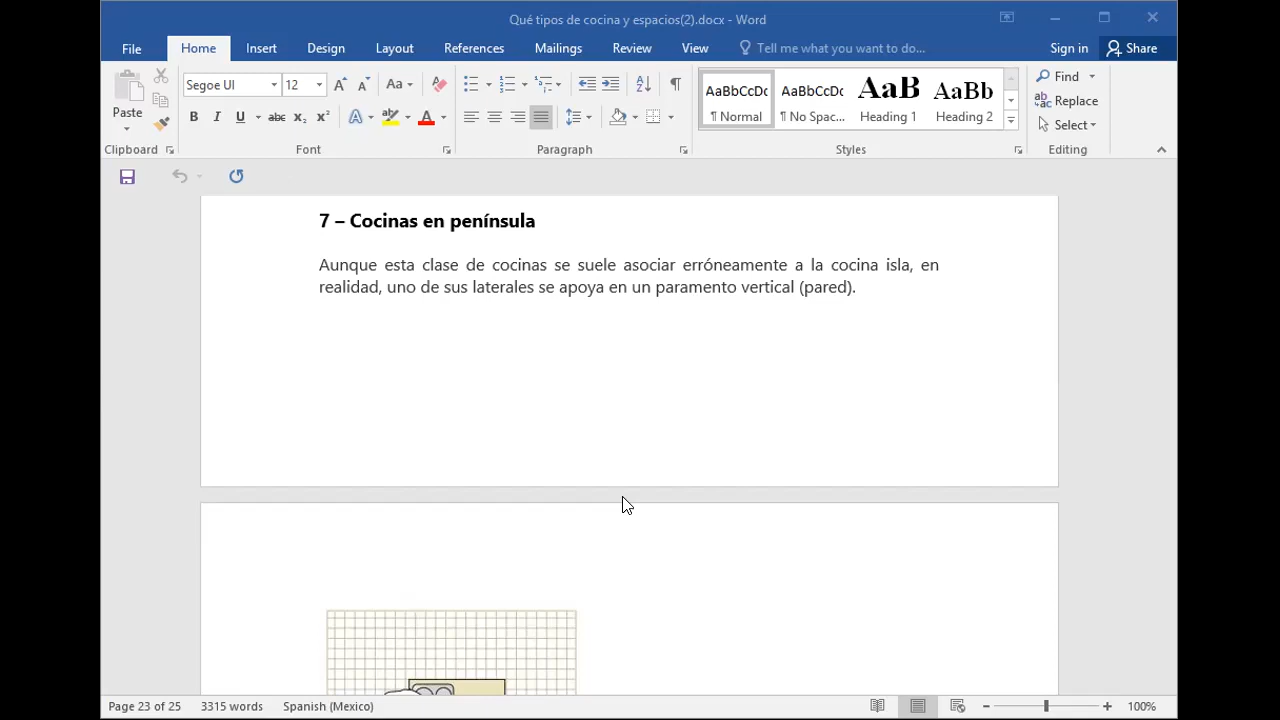 Qué tipos de cocina y espacios(2).docx - Word
File Home Insert Design Layout References Mailings Review View Tell me what you want to do... Sign in Share
Segoe UI 12 Aa
AaBbCcDc AaBbCcDc AaB AaBb
Find
Replace
Select
Paste
B I U abc X₂ X² A A
¶ Normal ¶ No Spac... Heading 1 Heading 2
Clipboard Font Paragraph Styles Editing
7 – Cocinas en península
Aunque esta clase de cocinas se suele asociar erróneamente a la cocina isla, en
realidad, uno de sus laterales se apoya en un paramento vertical (pared).
Page 23 of 25 3315 words Spanish (Mexico) 100%